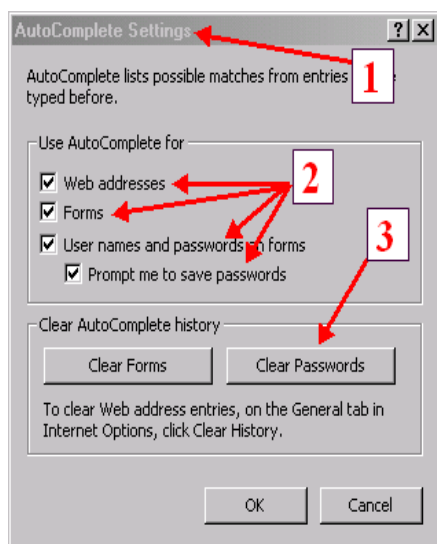 AutoComplete Settings
?
X
1
AutoComplete lists possible matches from entries
typed before.
Use AutoComplete for
Web addresses
2
Forms
User names and passwords on forms
3
Prompt me to save passwords
Clear AutoComplete history
Clear Forms
Clear Passwords
To clear Web address entries, on the General tab in
Internet Options, click Clear History.
OK
Cancel